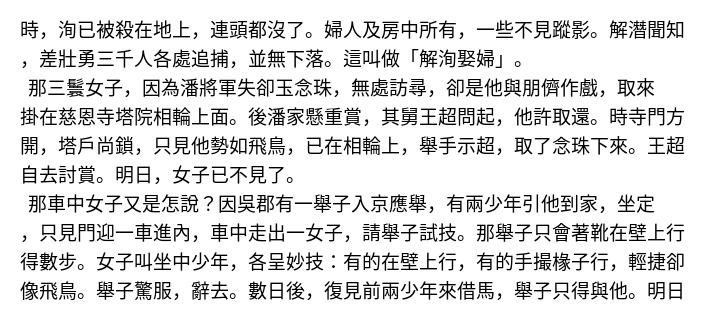 時，洵已被殺在地上，連頭都沒了。婦人及房中所有，一些不見蹤影。解潛聞知
，差壯勇三千人各處追捕，並無下落。這叫做「解洵娶婦」。
那三鬟女子，因為潘將軍失卻玉念珠，無處訪尋，卻是他與朋儕作戲，取來
掛在慈恩寺塔院相輪上面。後潘家懸重賞，其舅王超問起，他許取還。時寺門方
開，塔戶尚鎖，只見他勢如飛鳥，已在相輪上，舉手示超，取了念珠下來。王超
自去討賞。明日，女子已不見了。
那車中女子又是怎說？因吳郡有一舉子入京應舉，有兩少年引他到家，坐定
，只見門迎一車進內，車中走出一女子，請舉子試技。那舉子只會著靴在壁上行
得數步。女子叫坐中少年，各呈妙技：有的在壁上行，有的手撮椽子行，輕捷卻
像飛鳥。舉子驚服，辭去。數日後，復見前兩少年來借馬，舉子只得與他。明日